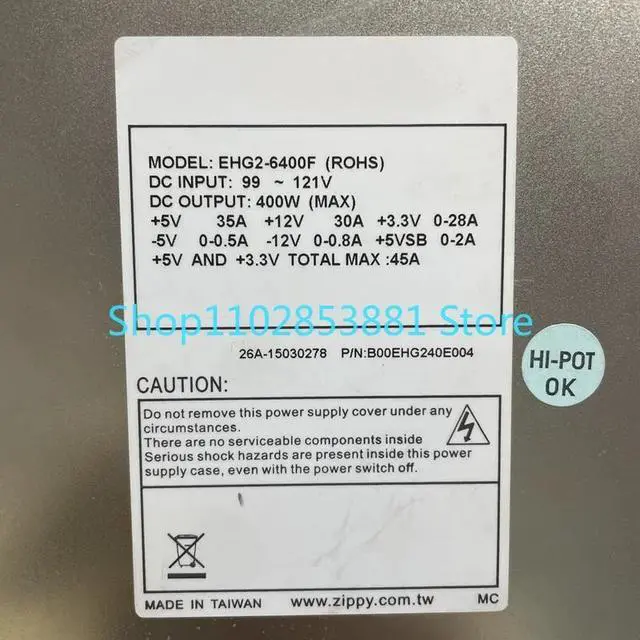 MODEL: EHG2-6400F (ROHS)
DC INPUT: 99 ~ 121V
DC OUTPUT: 400W (MAX)
+5V 35A +12V 30A +3.3V 0-28A
-5V 0-0.5A -12V 0-0.8A +5VSB 0-2A
+5V AND +3.3V TOTAL MAX :45A
Shop1102853881 Store
26A-15030278 P/N:B00EHG240E004
HI-POT
OK
CAUTION:
Do not remove this power supply cover under any
circumstances.
There are no serviceable components inside
Serious shock hazards are present inside this power
supply case, even with the power switch off.
MADE IN TAIWAN www.zippy.com.tw MC